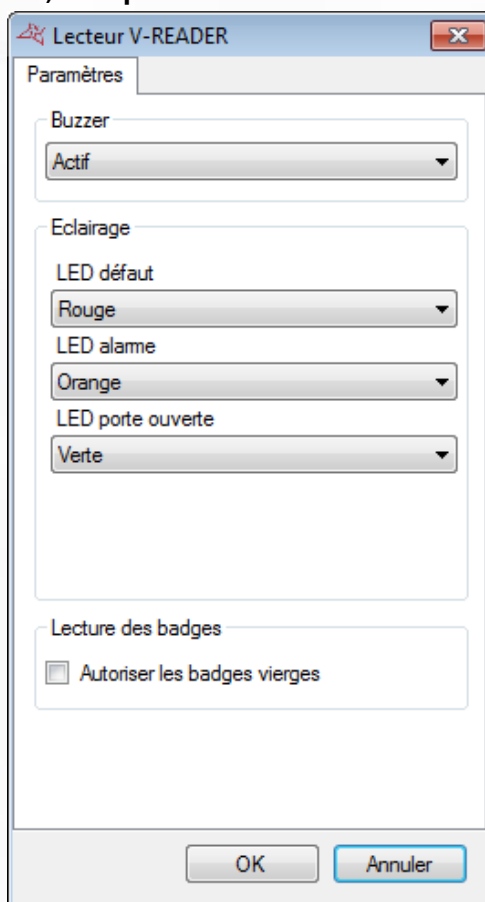 Lecteur V-READER
Paramètres
Buzzer
Actif
Eclairage
LED défaut
Rouge
LED alarme
Orange
LED porte ouverte
Verte
Lecture des badges
Autoriser les badges vierges
OK Annuler